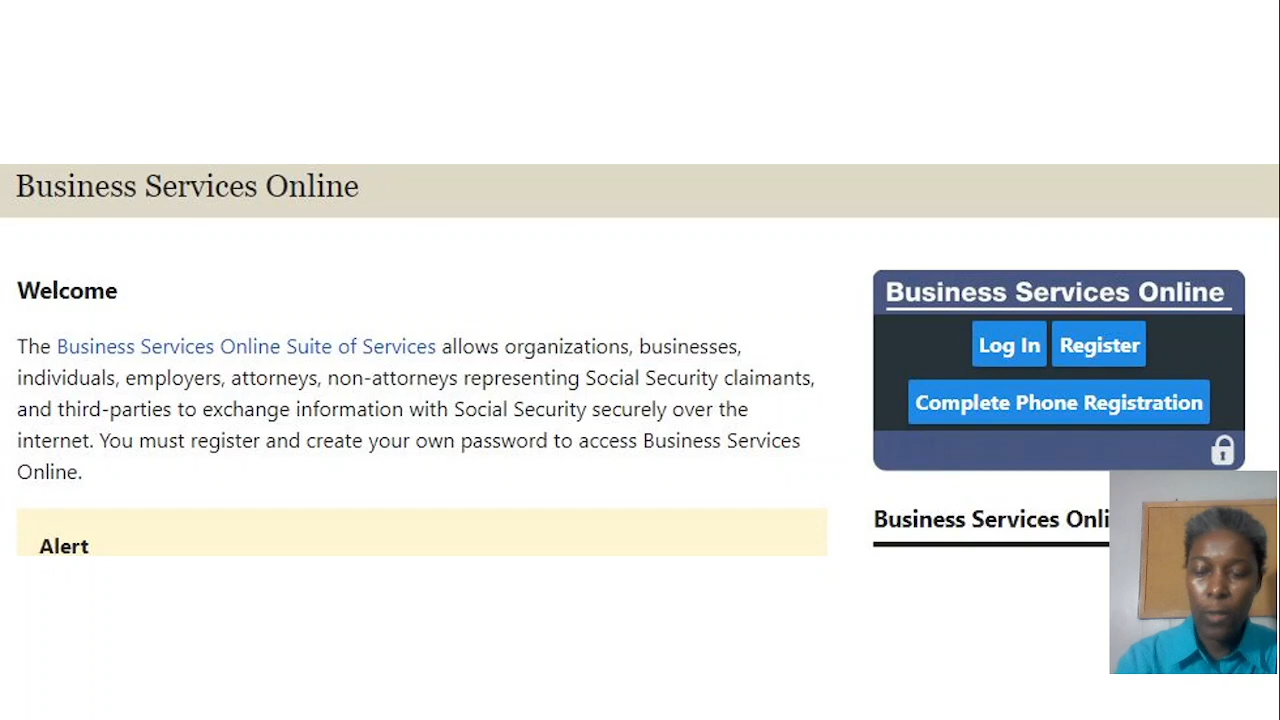 Business Services Online
Welcome
The Business Services Online Suite of Services allows organizations, businesses,
individuals, employers, attorneys, non-attorneys representing Social Security claimants,
and third-parties to exchange information with Social Security securely over the
internet. You must register and create your own password to access Business Services
Online.
Alert
Business Services Online
Log In Register
Complete Phone Registration
Business Services Onli